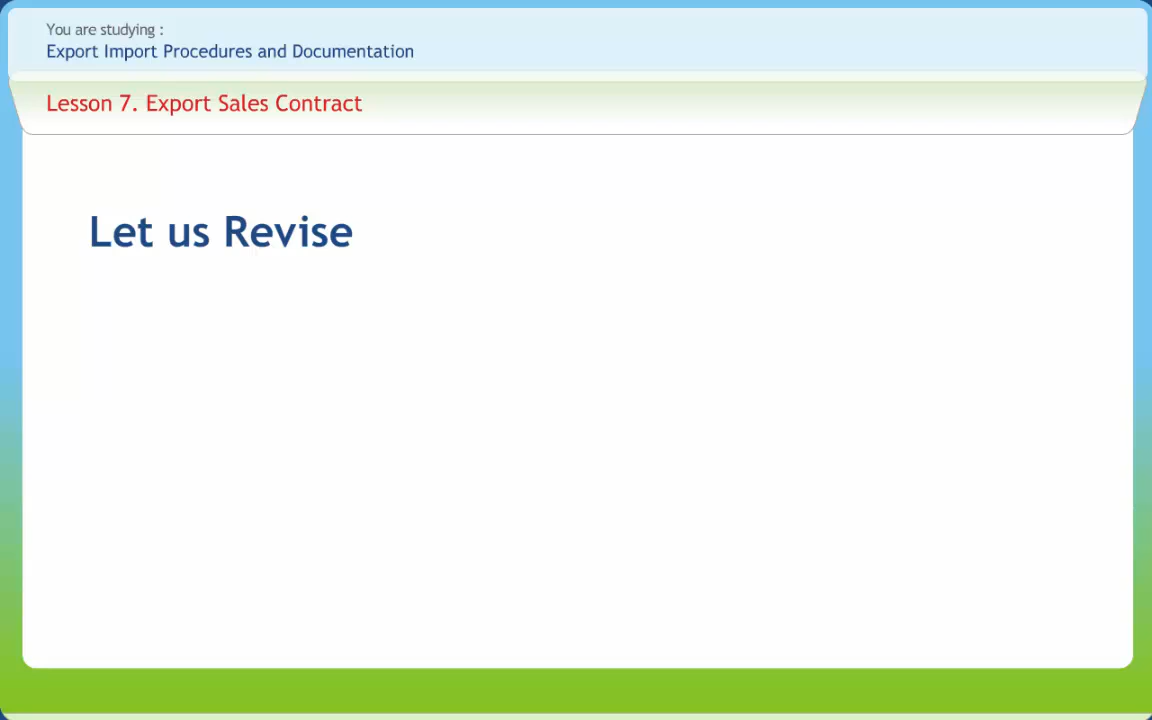 You are studying :
Export Import Procedures and Documentation
Lesson 7. Export Sales Contract
Let us Revise